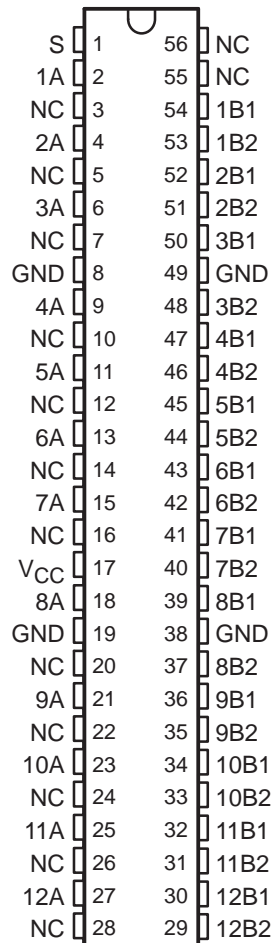 S 1 56 NC
1A 2 55 NC
NC 3 54 1B1
2A 4 53 1B2
NC 5 52 2B1
3A 6 51 2B2
NC 7 50 3B1
GND 8 49 GND
4A 9 48 3B2
NC 10 47 4B1
5A 11 46 4B2
NC 12 45 5B1
6A 13 44 5B2
NC 14 43 6B1
7A 15 42 6B2
NC 16 41 7B1
VCC 17 40 7B2
8A 18 39 8B1
GND 19 38 GND
NC 20 37 8B2
9A 21 36 9B1
NC 22 35 9B2
10A 23 34 10B1
NC 24 33 10B2
11A 25 32 11B1
NC 26 31 11B2
12A 27 30 12B1
NC 28 29 12B2